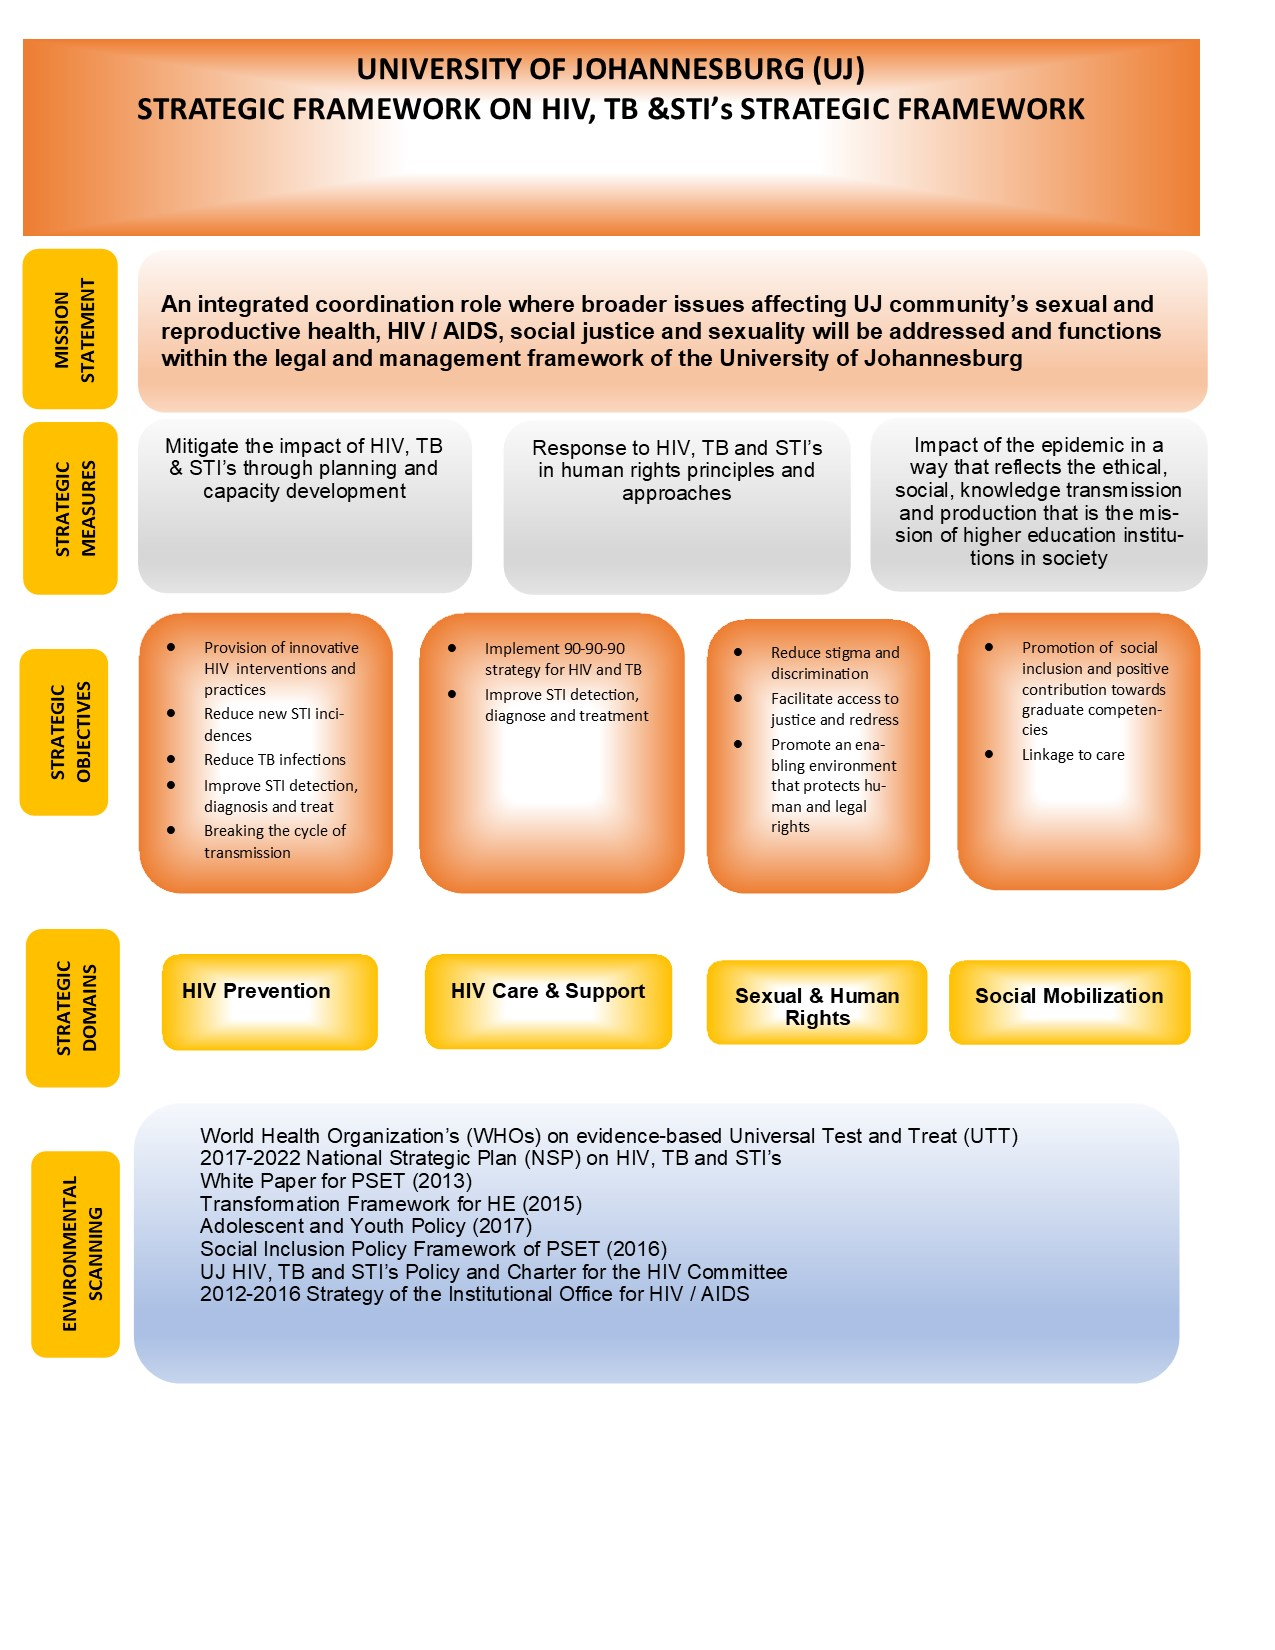 UNIVERSITY OF JOHANNESBURG (UJ)
STRATEGIC FRAMEWORK ON HIV, TB &STI’s STRATEGIC FRAMEWORK
MISSION
STATEMENT
An integrated coordination role where broader issues affecting UJ community’s sexual and
reproductive health, HIV / AIDS, social justice and sexuality will be addressed and functions
within the legal and management framework of the University of Johannesburg
STRATEGIC
MEASURES
Mitigate the impact of HIV, TB
& STI’s through planning and
capacity development
Response to HIV, TB and STI’s
in human rights principles and
approaches
Impact of the epidemic in a
way that reflects the ethical,
social, knowledge transmission
and production that is the mis-
sion of higher education institu-
tions in society
STRATEGIC
OBJECTIVES
● Provision of innovative
HIV interventions and
practices
● Reduce new STI inci-
dences
● Reduce TB infections
● Improve STI detection,
diagnosis and treat
● Breaking the cycle of
transmission
● Implement 90-90-90
strategy for HIV and TB
● Improve STI detection,
diagnose and treatment
● Reduce stigma and
discrimination
● Facilitate access to
justice and redress
● Promote an ena-
bling environment
that protects hu-
man and legal
rights
● Promotion of social
inclusion and positive
contribution towards
graduate competen-
cies
● Linkage to care
STRATEGIC
DOMAINS
HIV Prevention
HIV Care & Support
Sexual & Human
Rights
Social Mobilization
ENVIRONMENTAL
SCANNING
World Health Organization’s (WHOs) on evidence-based Universal Test and Treat (UTT)
2017-2022 National Strategic Plan (NSP) on HIV, TB and STI’s
White Paper for PSET (2013)
Transformation Framework for HE (2015)
Adolescent and Youth Policy (2017)
Social Inclusion Policy Framework of PSET (2016)
UJ HIV, TB and STI’s Policy and Charter for the HIV Committee
2012-2016 Strategy of the Institutional Office for HIV / AIDS